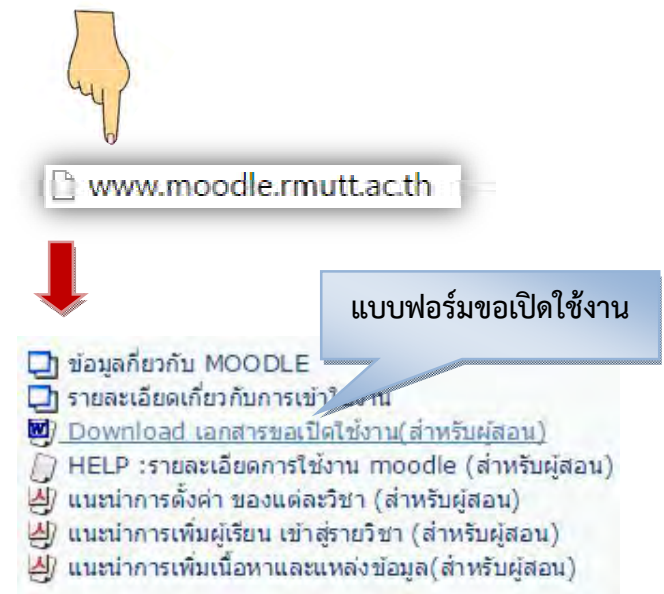 www.moodle.rmutt.ac.th
แบบฟอร์มขอเปิดใช้งาน
ข้อมูลกี่ยวกับ MOODLE
รายละเอียดเกี่ยวกับการเข้าใช้งาน
Download เอกสารขอเปิดใช้งาน(สำหรับผู้สอน)
HELP :รายละเอียดการใช้งาน moodle (สำหรับผู้สอน)
แนะนำการตั้งค่า ของแต่ละวิชา (สำหรับผู้สอน)
แนะนำการเพิ่มผู้เรียน เข้าสู่รายวิชา (สำหรับผู้สอน)
แนะนำการเพิ่มเนื้อหาและแหล่งข้อมูล(สำหรับผู้สอน)